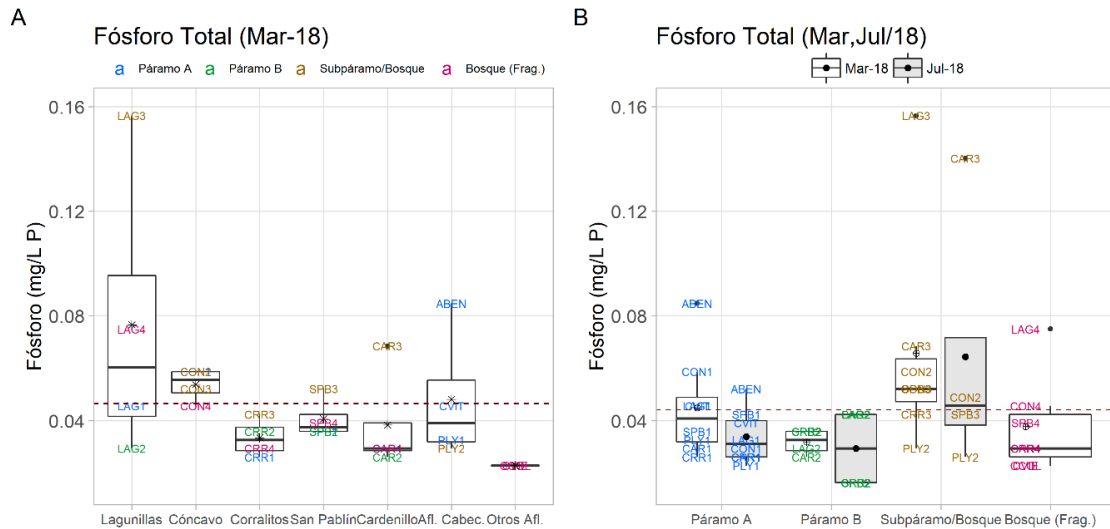 A
Fósforo Total (Mar-18)
a Páramo A a Páramo B a Subpáramo/Bosque a Bosque (Frag.)
Fósforo (mg/L P)
0.16
0.12
0.08
0.04
LAG3
LAG4
LAG1
LAG2
CON2
CON3
CON4
CRR3
CRR2
CRR4
CRR1
SPB3
SPB4
SPB2
CAR3
CAR4
CAR2
ABEN
CVIT
PLY1
PLY2
Lagunillas Cóncavo Corralitos San Pablín Cardenillo Afl. Cabec. Otros Afl.
B
Fósforo Total (Mar,Jul/18)
Mar-18 Jul-18
Fósforo (mg/L P)
0.16
0.12
0.08
0.04
ABEN
CON1
SPB1
PLY1
CAR1
CRR1
ABEN
SPB1
CVIT
LAG1
CON1
CAR1
PLY1
LAG2
CAR2
LAG3
CAR3
CON2
CRR3
PLY2
CAR3
CON2
SPB3
PLY2
LAG4
CON4
SPB4
Páramo A Páramo B Subpáramo/Bosque Bosque (Frag.)